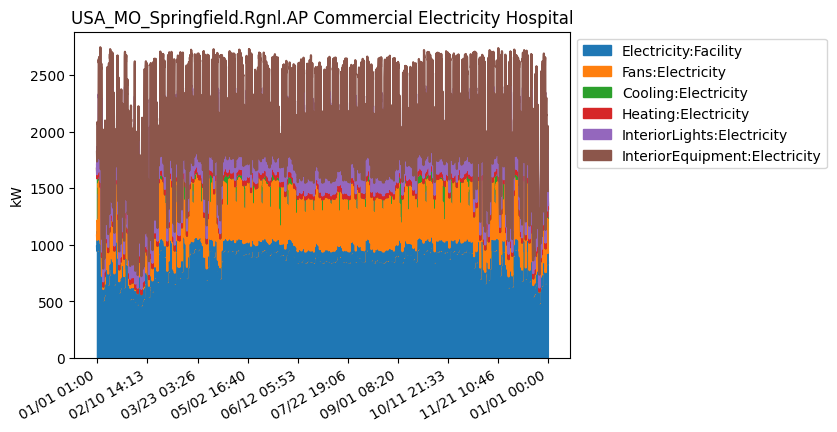 USA_MO_Springfield.Rgnl.AP Commercial Electricity Hospital
kW
2500
2000
1500
1000
500
0
01/01 01:00
02/10 14:13
03/23 03:26
05/02 16:40
06/12 05:53
07/22 19:06
09/01 08:20
10/11 21:33
11/21 10:46
01/01 00:00
Electricity:Facility
Fans:Electricity
Cooling:Electricity
Heating:Electricity
InteriorLights:Electricity
InteriorEquipment:Electricity